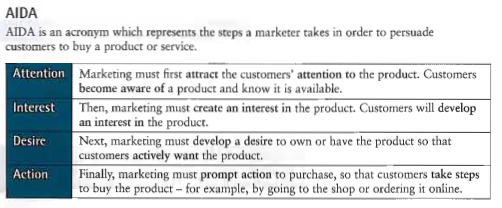 AIDA
AIDA is an acronym which represents the steps a marketer takes in order to persuade
customers to buy a product or service.
Attention Marketing must first attract the customers' attention to the product. Customers
become aware of a product and know it is available.
Interest Then, marketing must create an interest in the product. Customers will develop
an interest in the product.
Desire Next, marketing must develop a desire to own or have the product so that
customers actively want the product.
Action Finally, marketing must prompt action to purchase, so that customers take steps
to buy the product – for example, by going to the shop or ordering it online.